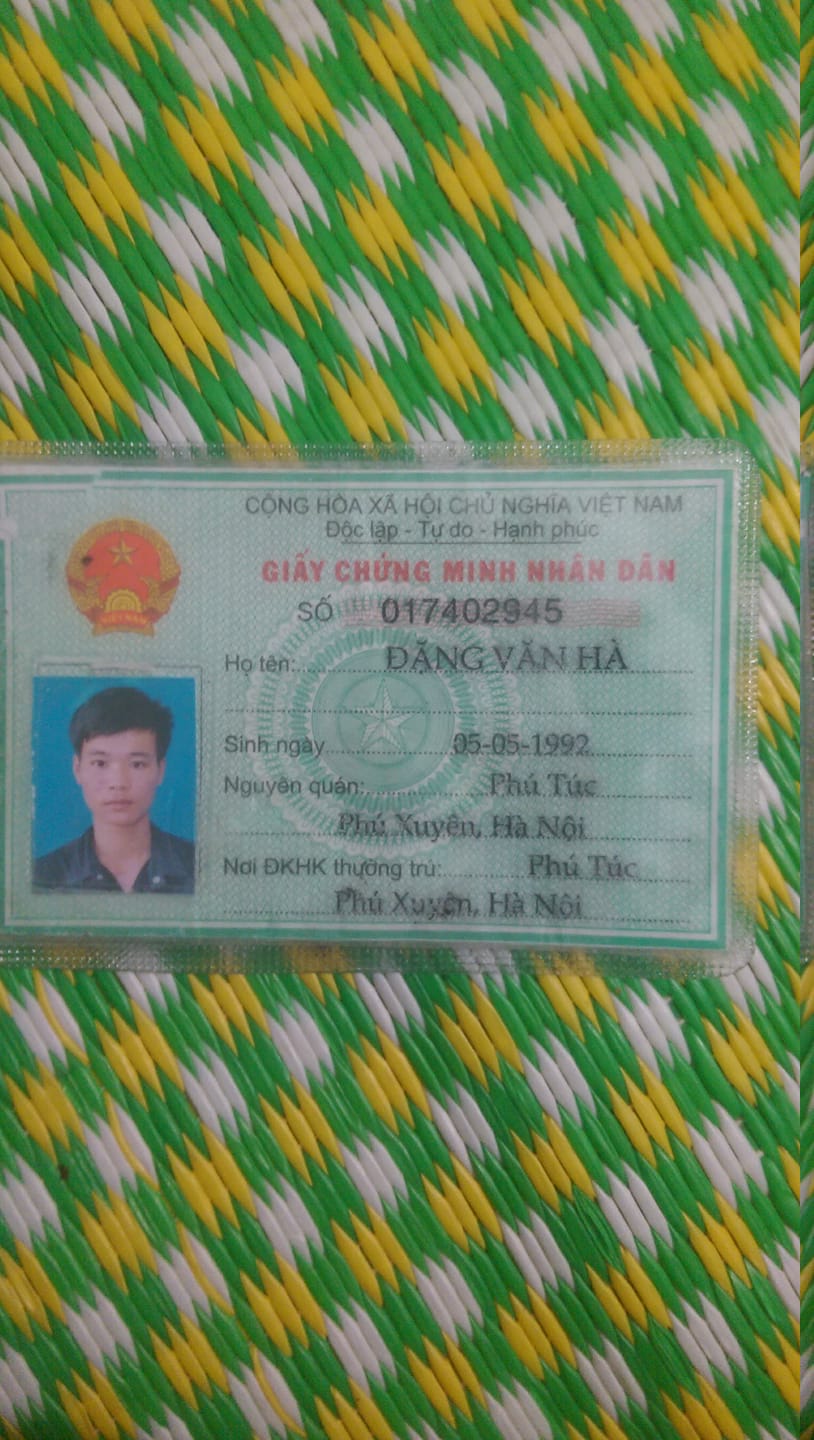 CỘNG HÒA XÃ HỘI CHỦ NGHĨA VIỆT NAM
Độc lập - Tự do - Hạnh phúc
GIẤY CHỨNG MINH NHÂN DÂN
SỐ 017402945
Họ tên: ĐẶNG VĂN HÀ
Sinh ngày 05-05-1992
Nguyên quán: Phú Túc
Phú Xuyên, Hà Nội
Nơi ĐKHK thường trú: Phú Túc
Phú Xuyên, Hà Nội
VIỆT NAM